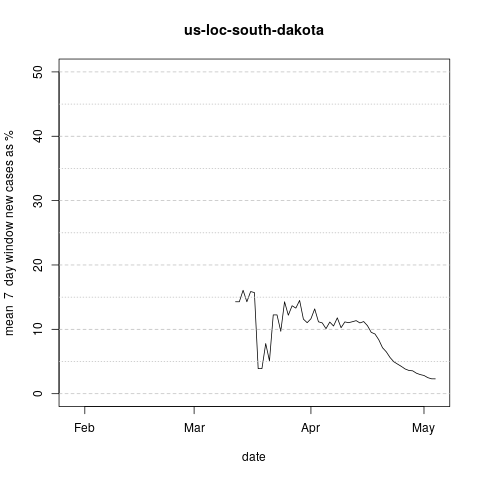 us-loc-south-dakota
mean  7  day window new cases as %
50
40
30
20
10
0
Feb
Mar
Apr
May
date